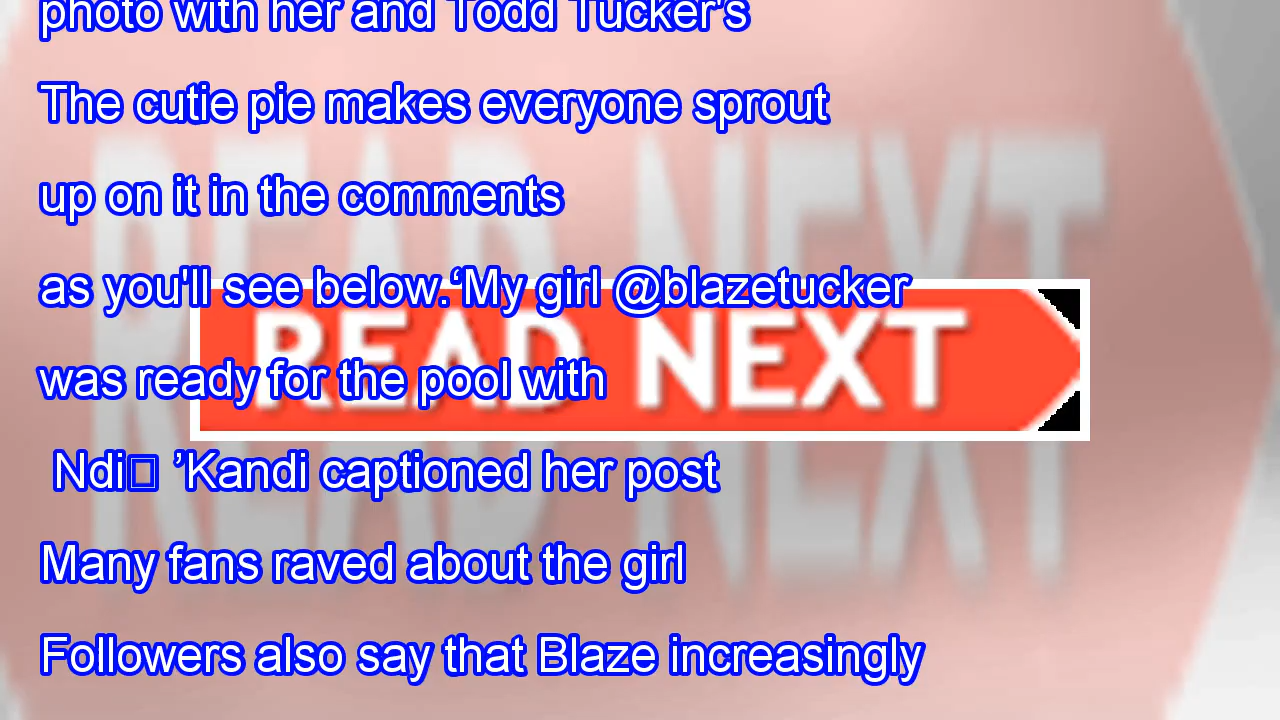 photo with her and Todd Tucker's
The cutie pie makes everyone sprout
up on it in the comments
as you'll see below.‘My girl @blazetucker
was ready for the pool with
Ndi□ ’Kandi captioned her post
Many fans raved about the girl
Followers also say that Blaze increasingly
READ NEXT
READ NEXT